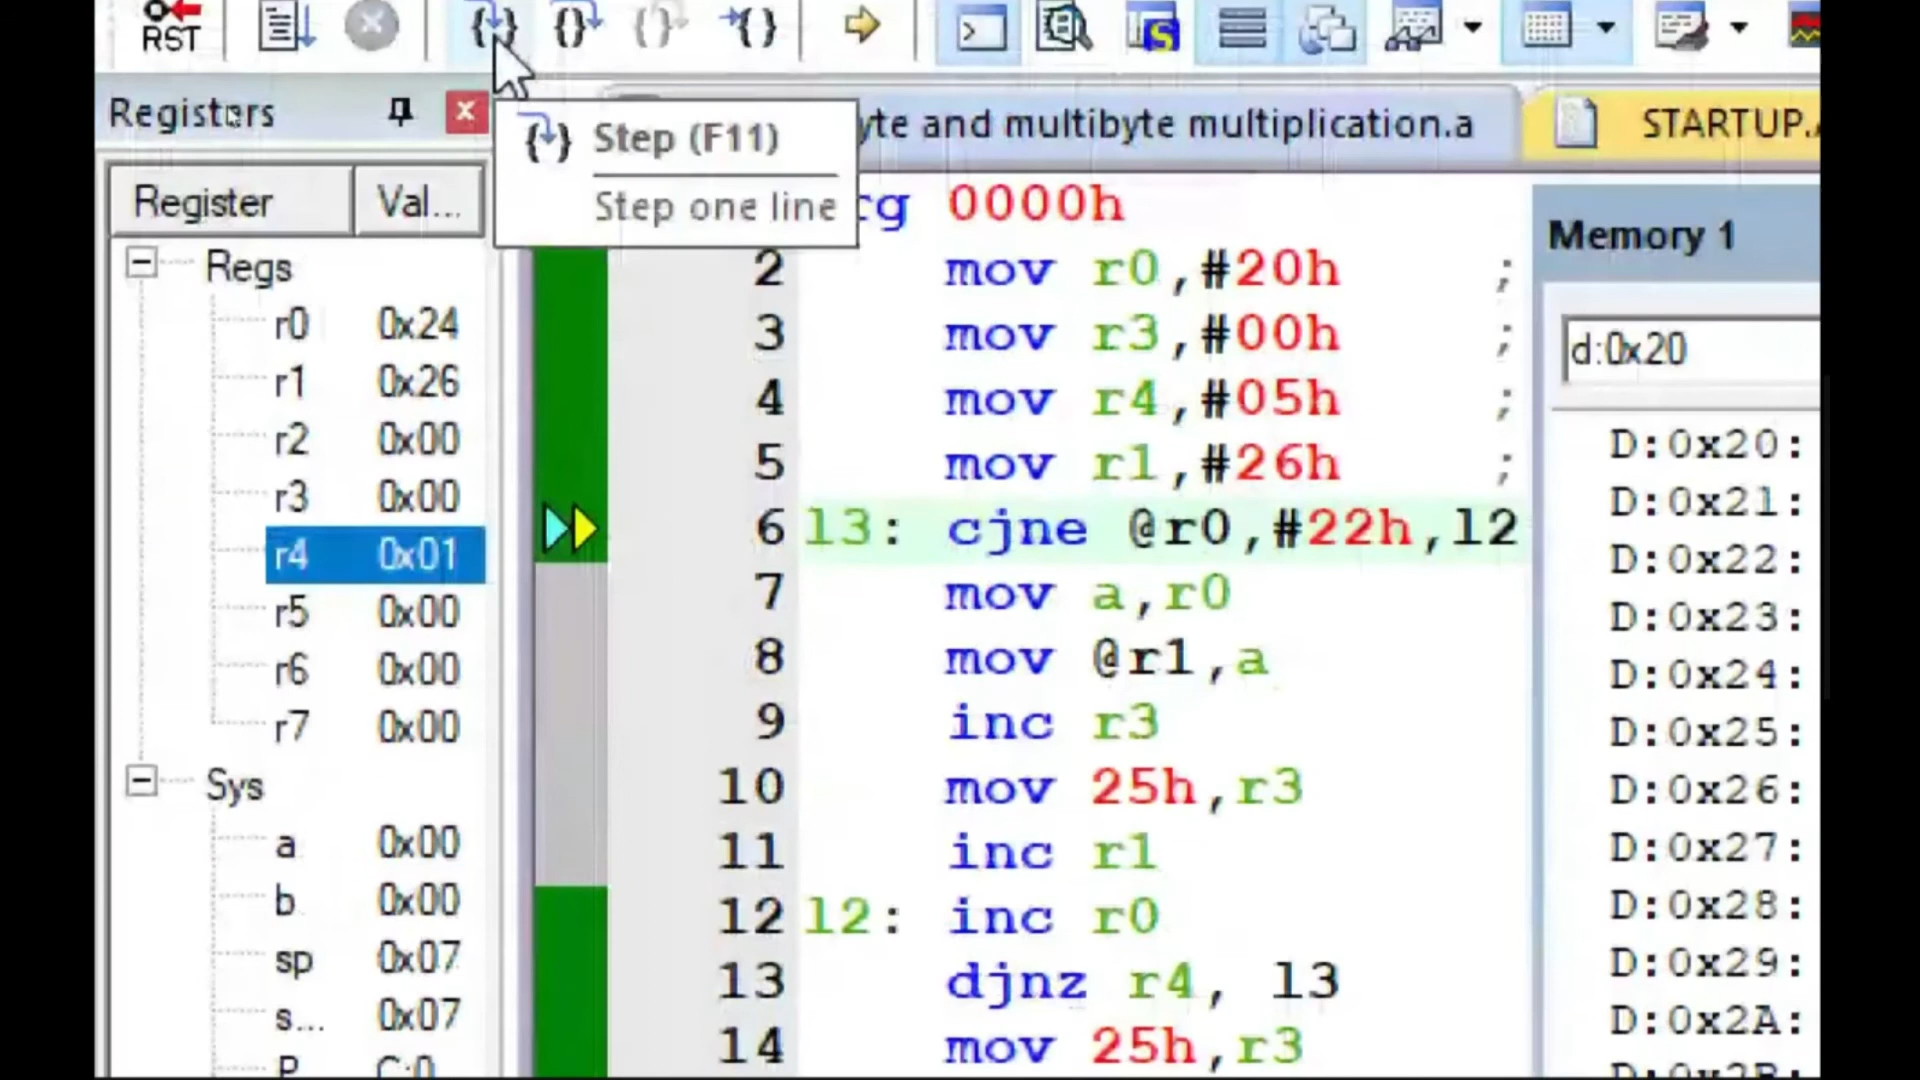 RST
Registers
Step (F11)
Step one line
yte and multibyte multiplication.a
STARTUP.
Register Val...
Regs
r0 0x24
r1 0x26
r2 0x00
r3 0x00
r4 0x01
r5 0x00
r6 0x00
r7 0x00
Sys
a 0x00
b 0x00
sp 0x07
s... 0x07
rg 0000h
2 mov r0,#20h ;
3 mov r3,#00h ;
4 mov r4,#05h ;
5 mov r1,#26h ;
6 l3: cjne @r0,#22h,l2
7 mov a,r0
8 mov @r1,a
9 inc r3
10 mov 25h,r3
11 inc r1
12 l2: inc r0
13 djnz r4, l3
14 mov 25h,r3
Memory 1
d:0x20
D:0x20:
D:0x21:
D:0x22:
D:0x23:
D:0x24:
D:0x25:
D:0x26:
D:0x27:
D:0x28:
D:0x29:
D:0x2A: